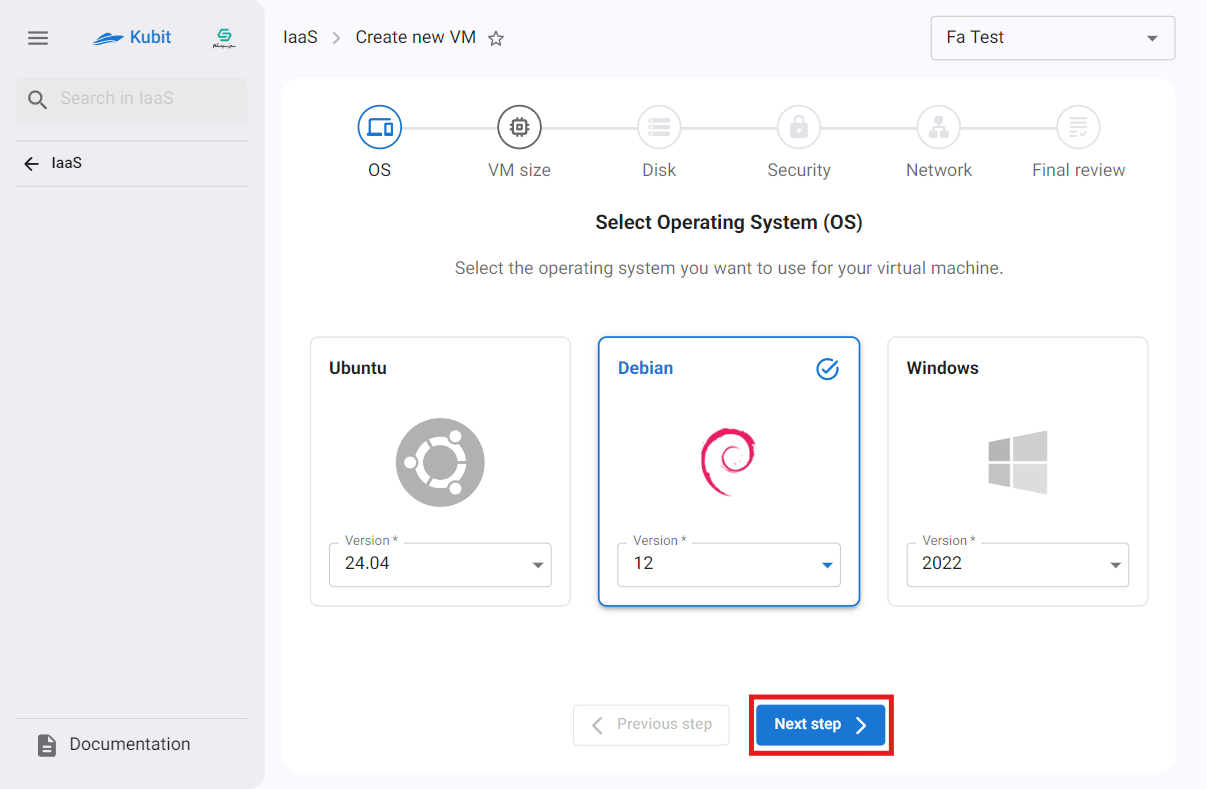 Kubit
IaaS
Create new VM
Fa Test
Search in IaaS
IaaS
OS
VM size
Disk
Security
Network
Final review
Select Operating System (OS)
Select the operating system you want to use for your virtual machine.
Ubuntu
Version *
24.04
Debian
Version *
12
Windows
Version *
2022
Previous step
Next step
Documentation